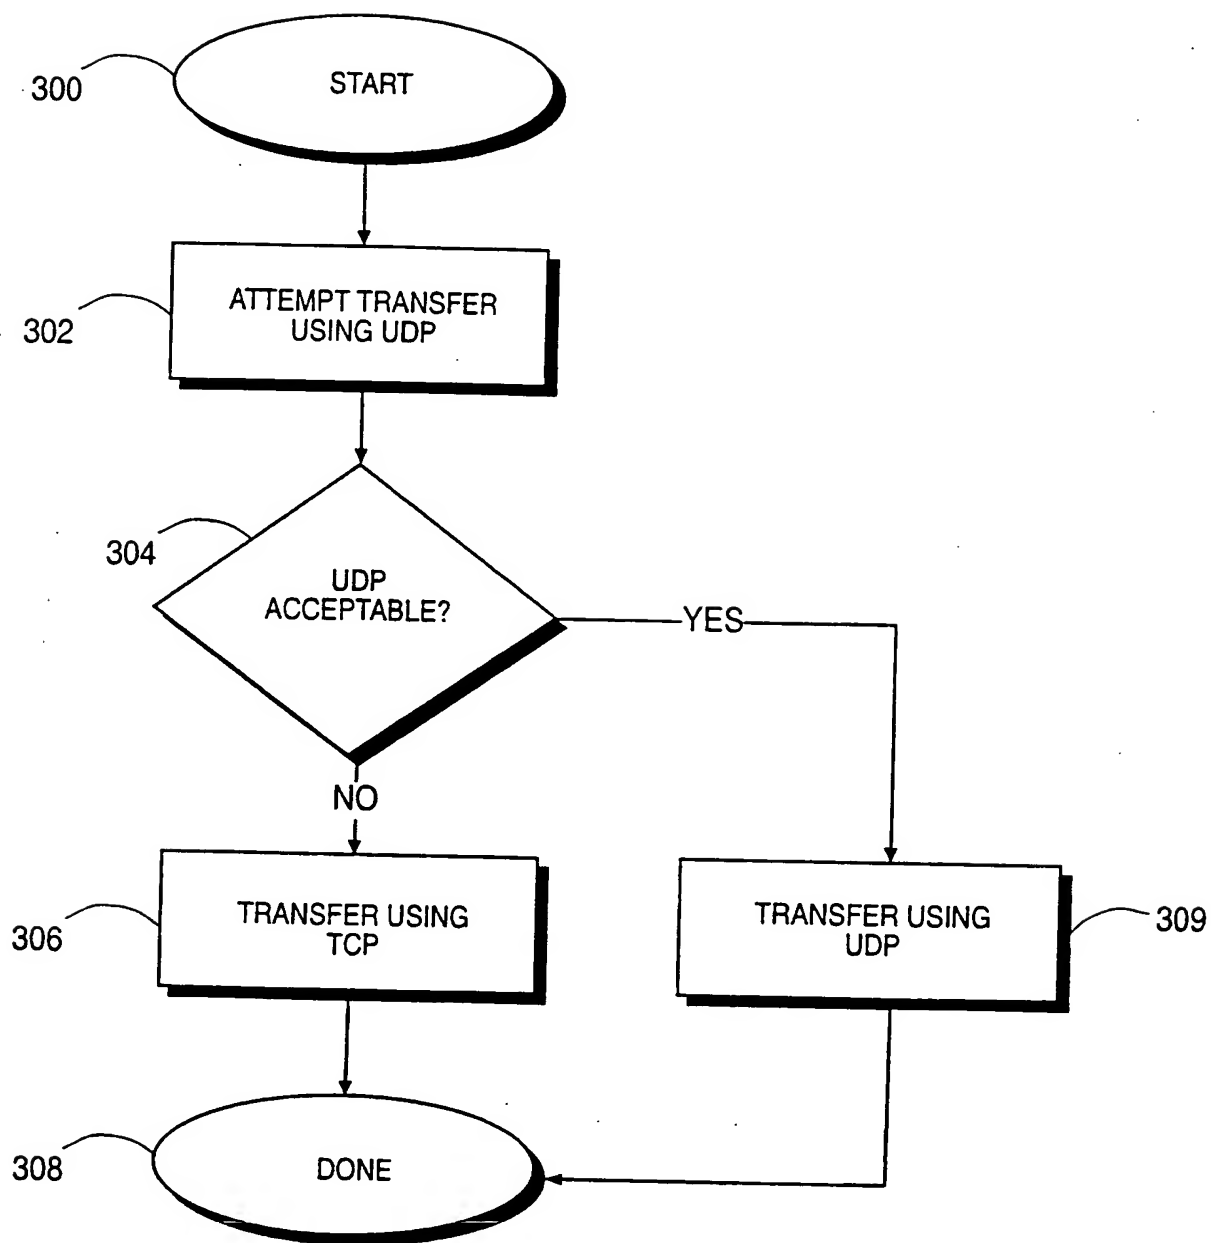 300
START
302
ATTEMPT TRANSFER
USING UDP
304
UDP
ACCEPTABLE?
YES
NO
306
TRANSFER USING
TCP
TRANSFER USING
UDP
309
308
DONE